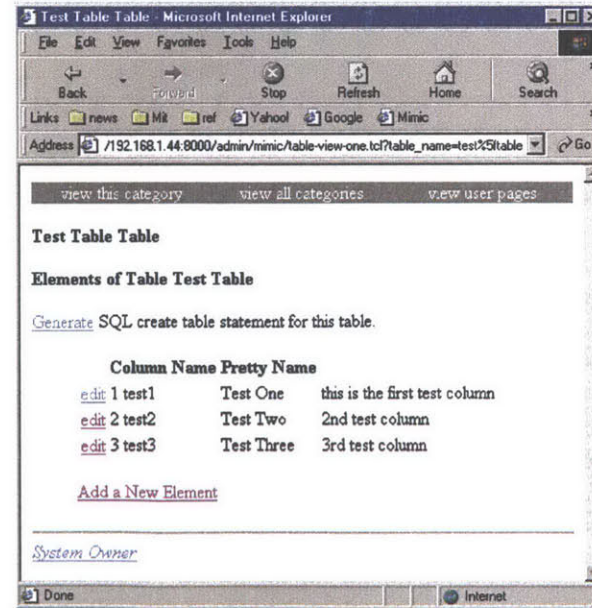 Test Table Table - Microsoft Internet Explorer
File Edit View Favorites Tools Help
Back Forward Stop Refresh Home Search
Links news Mit ref Yahoo! Google Mimic
Address /192.168.1.44:8000/admin/mimic/table-view-one.tcl?table_name=test%5ftable Go
view this category view all categories view user pages
Test Table Table
Elements of Table Test Table
Generate SQL create table statement for this table.
Column Name Pretty Name
edit 1 test1 Test One this is the first test column
edit 2 test2 Test Two 2nd test column
edit 3 test3 Test Three 3rd test column
Add a New Element
System Owner
Done Internet